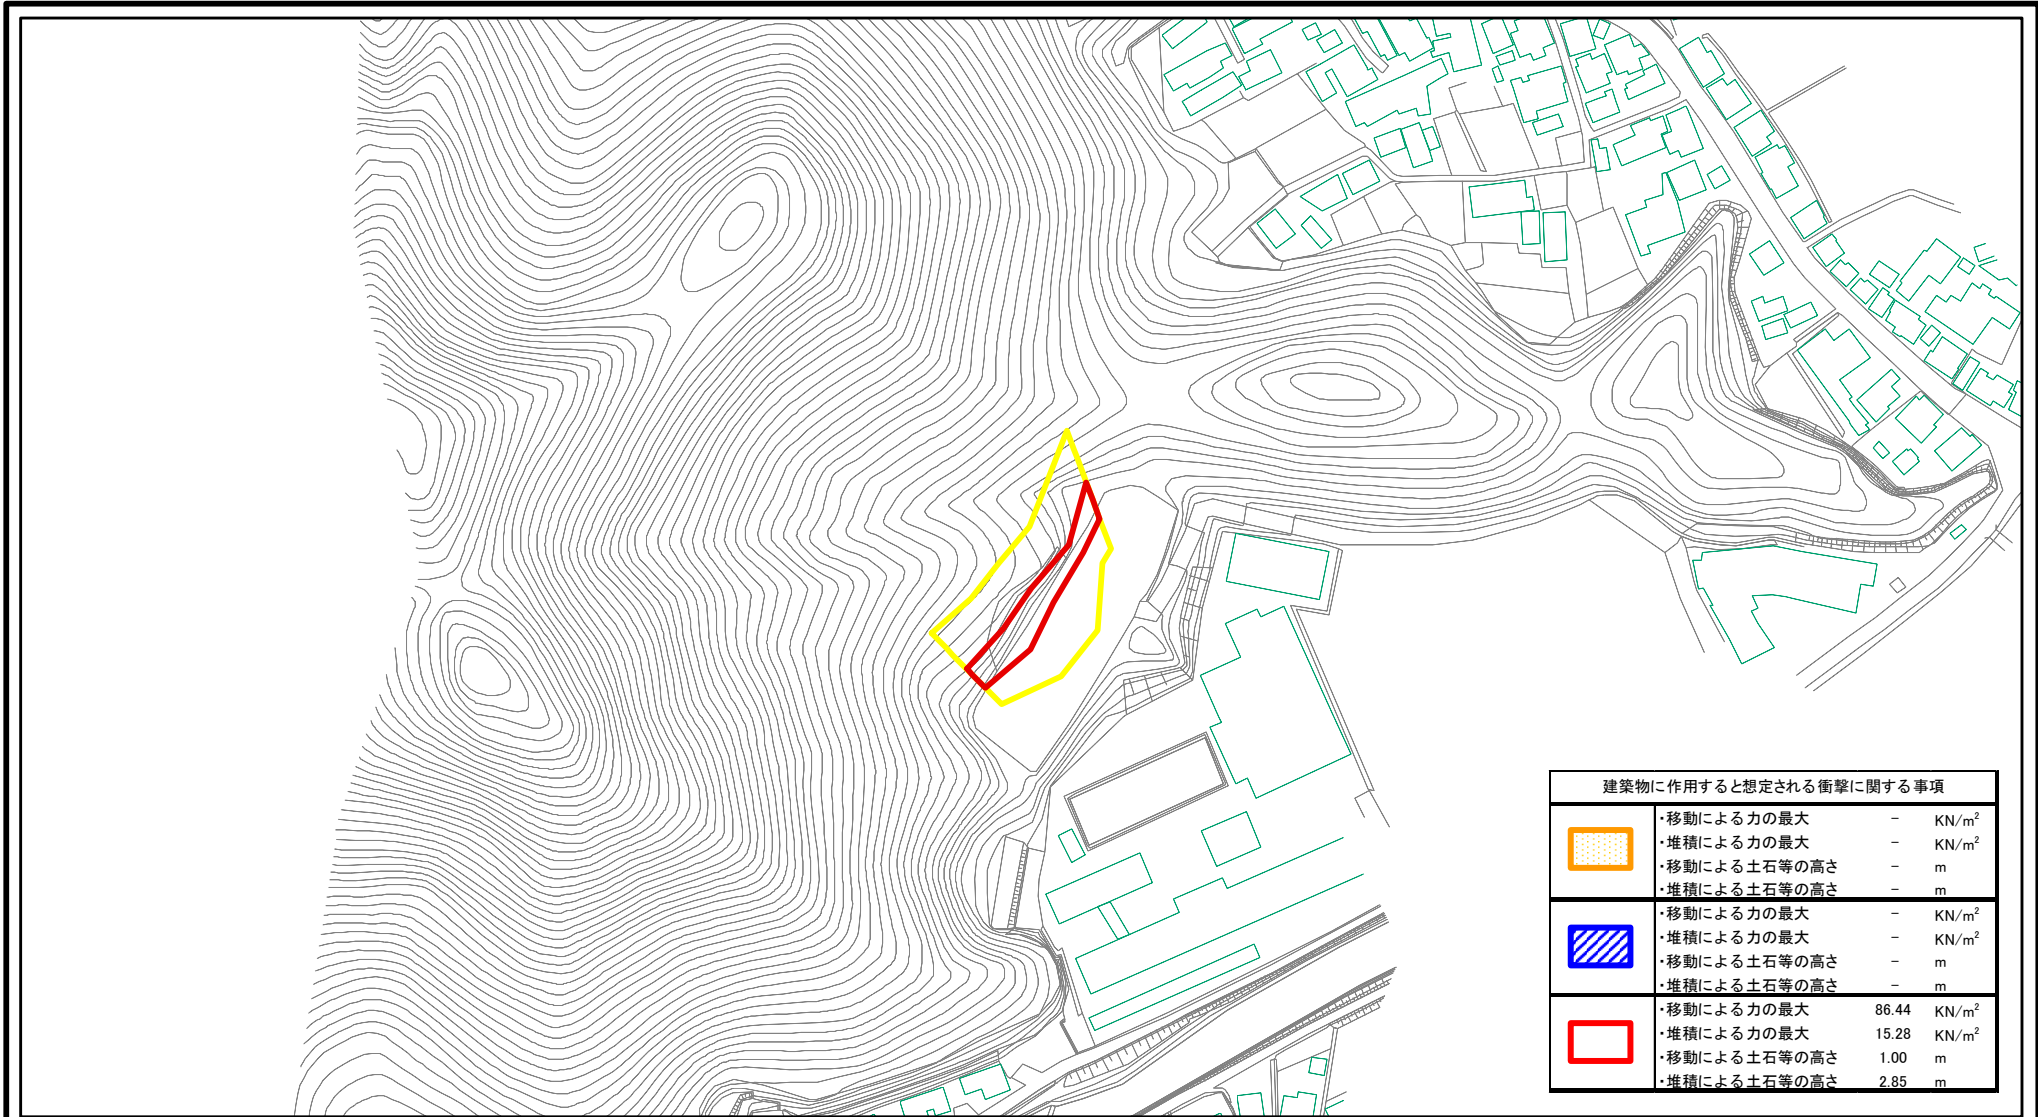 建築物に作用すると想定される衝撃に関する事項
・移動による力の最大 － KN/m²
・堆積による力の最大 － KN/m²
・移動による土石等の高さ － m
・堆積による土石等の高さ － m
・移動による力の最大 － KN/m²
・堆積による力の最大 － KN/m²
・移動による土石等の高さ － m
・堆積による土石等の高さ － m
・移動による力の最大 86.44 KN/m²
・堆積による力の最大 15.28 KN/m²
・移動による土石等の高さ 1.00 m
・堆積による土石等の高さ 2.85 m